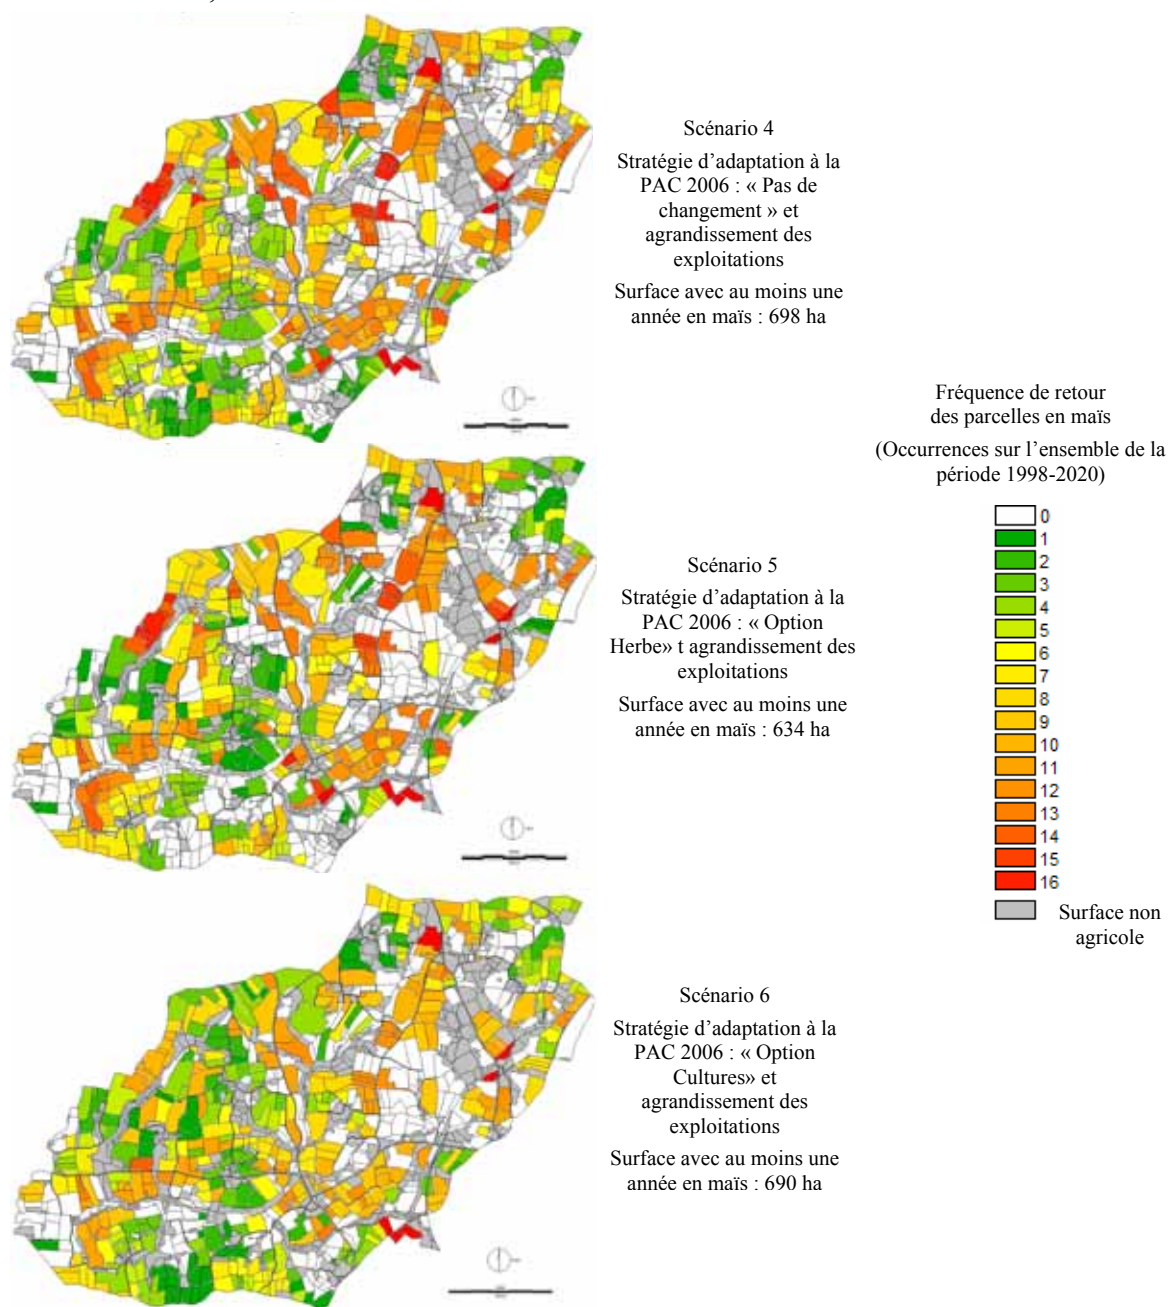 Scénario 4
Stratégie d'adaptation à la
PAC 2006 : « Pas de
changement » et
agrandissement des
exploitations
Surface avec au moins une
année en maïs : 698 ha
Fréquence de retour
des parcelles en maïs
(Occurrences sur l'ensemble de la
période 1998-2020)
0
1
2
3
4
5
6
7
8
9
10
11
12
13
14
15
16
Surface non
agricole
Scénario 5
Stratégie d'adaptation à la
PAC 2006 : « Option
Herbe» t agrandissement des
exploitations
Surface avec au moins une
année en maïs : 634 ha
Scénario 6
Stratégie d'adaptation à la
PAC 2006 : « Option
Cultures» et
agrandissement des
exploitations
Surface avec au moins une
année en maïs : 690 ha